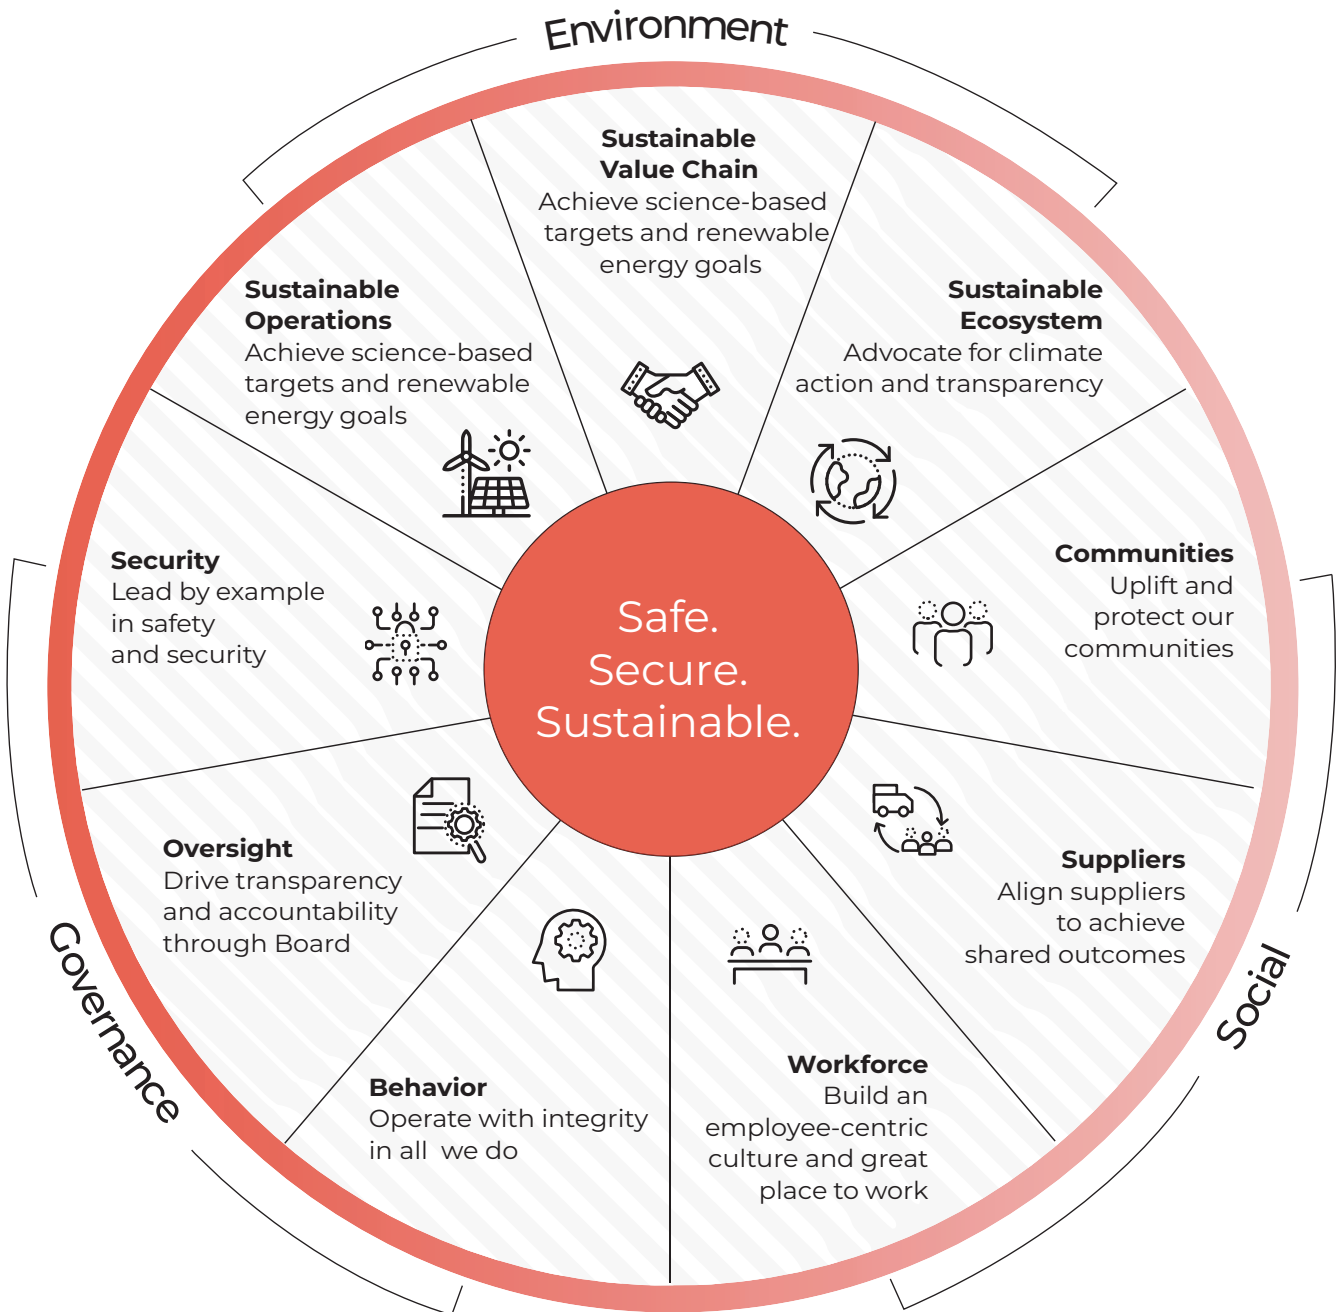 Environment
Sustainable
Value Chain
Achieve science-based
targets and renewable
energy goals
Sustainable
Operations
Achieve science-based
targets and renewable
energy goals
Sustainable
Ecosystem
Advocate for climate
action and transparency
Security
Lead by example
in safety
and security
Safe.
Secure.
Sustainable.
Communities
Uplift and
protect our
communities
Oversight
Drive transparency
and accountability
through Board
Suppliers
Align suppliers
to achieve
shared outcomes
Governance
Social
Behavior
Operate with integrity
in all we do
Workforce
Build an
employee-centric
culture and great
place to work